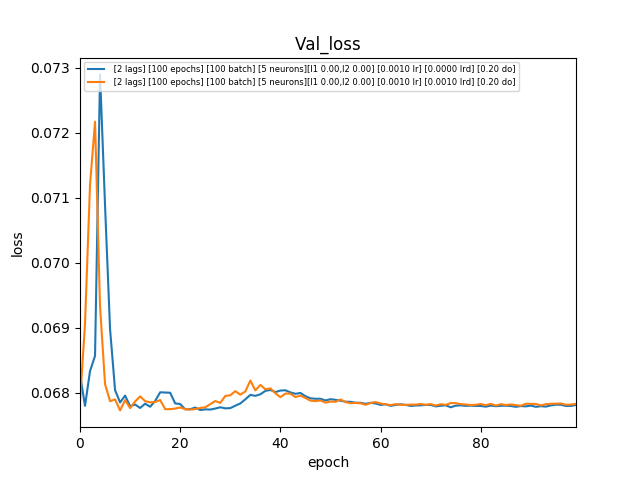 Val_loss
[2 lags] [100 epochs] [100 batch] [5 neurons][l1 0.00,l2 0.00] [0.0010 lr] [0.0000 lrd] [0.20 do]
[2 lags] [100 epochs] [100 batch] [5 neurons][l1 0.00,l2 0.00] [0.0010 lr] [0.0010 lrd] [0.20 do]
0.073
0.072
0.071
0.070
0.069
0.068
loss
0 20 40 60 80
epoch